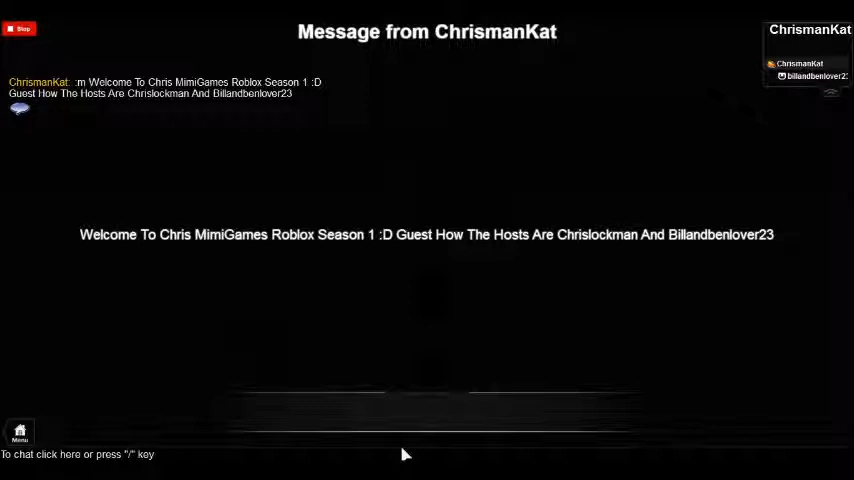 Stop
Message from ChrismanKat
ChrismanKat
ChrismanKat
billandbenlover2
ChrismanKat: :m Welcome To Chris MimiGames Roblox Season 1 :D
Guest How The Hosts Are Chrislockman And Billandbenlover23
Welcome To Chris MimiGames Roblox Season 1 :D Guest How The Hosts Are Chrislockman And Billandbenlover23
Menu
To chat click here or press "/" key